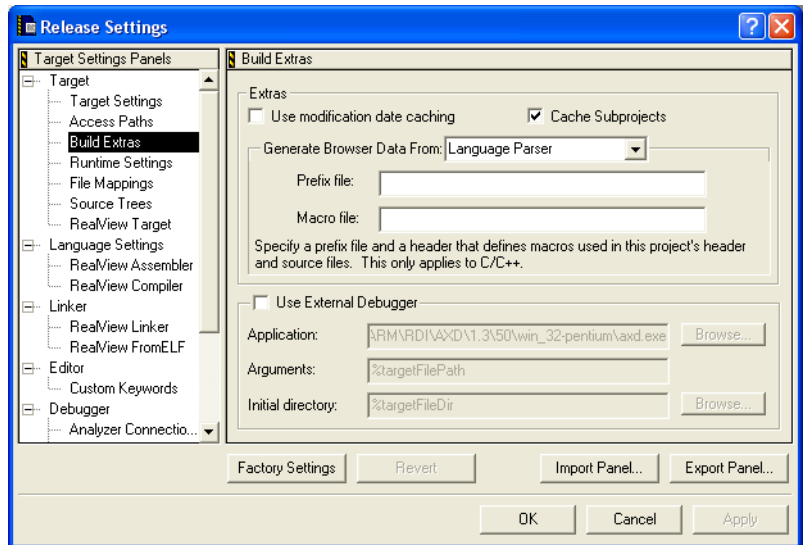 Release Settings
Target Settings Panels
Target
Target Settings
Access Paths
Build Extras
Runtime Settings
File Mappings
Source Trees
RealView Target
Language Settings
RealView Assembler
RealView Compiler
Linker
RealView Linker
RealView FromELF
Editor
Custom Keywords
Debugger
Analyzer Connectio...
Build Extras
Extras
Use modification date caching
Cache Subprojects
Generate Browser Data From: Language Parser
Prefix file:
Macro file:
Specify a prefix file and a header that defines macros used in this project's header
and source files. This only applies to C/C++.
Use External Debugger
Application: ARM\RDI\AXD\1.3\50\win_32-pentium\axd.exe Browse...
Arguments: %targetFilePath
Initial directory: %targetFileDir Browse...
Factory Settings Revert Import Panel... Export Panel...
OK Cancel Apply